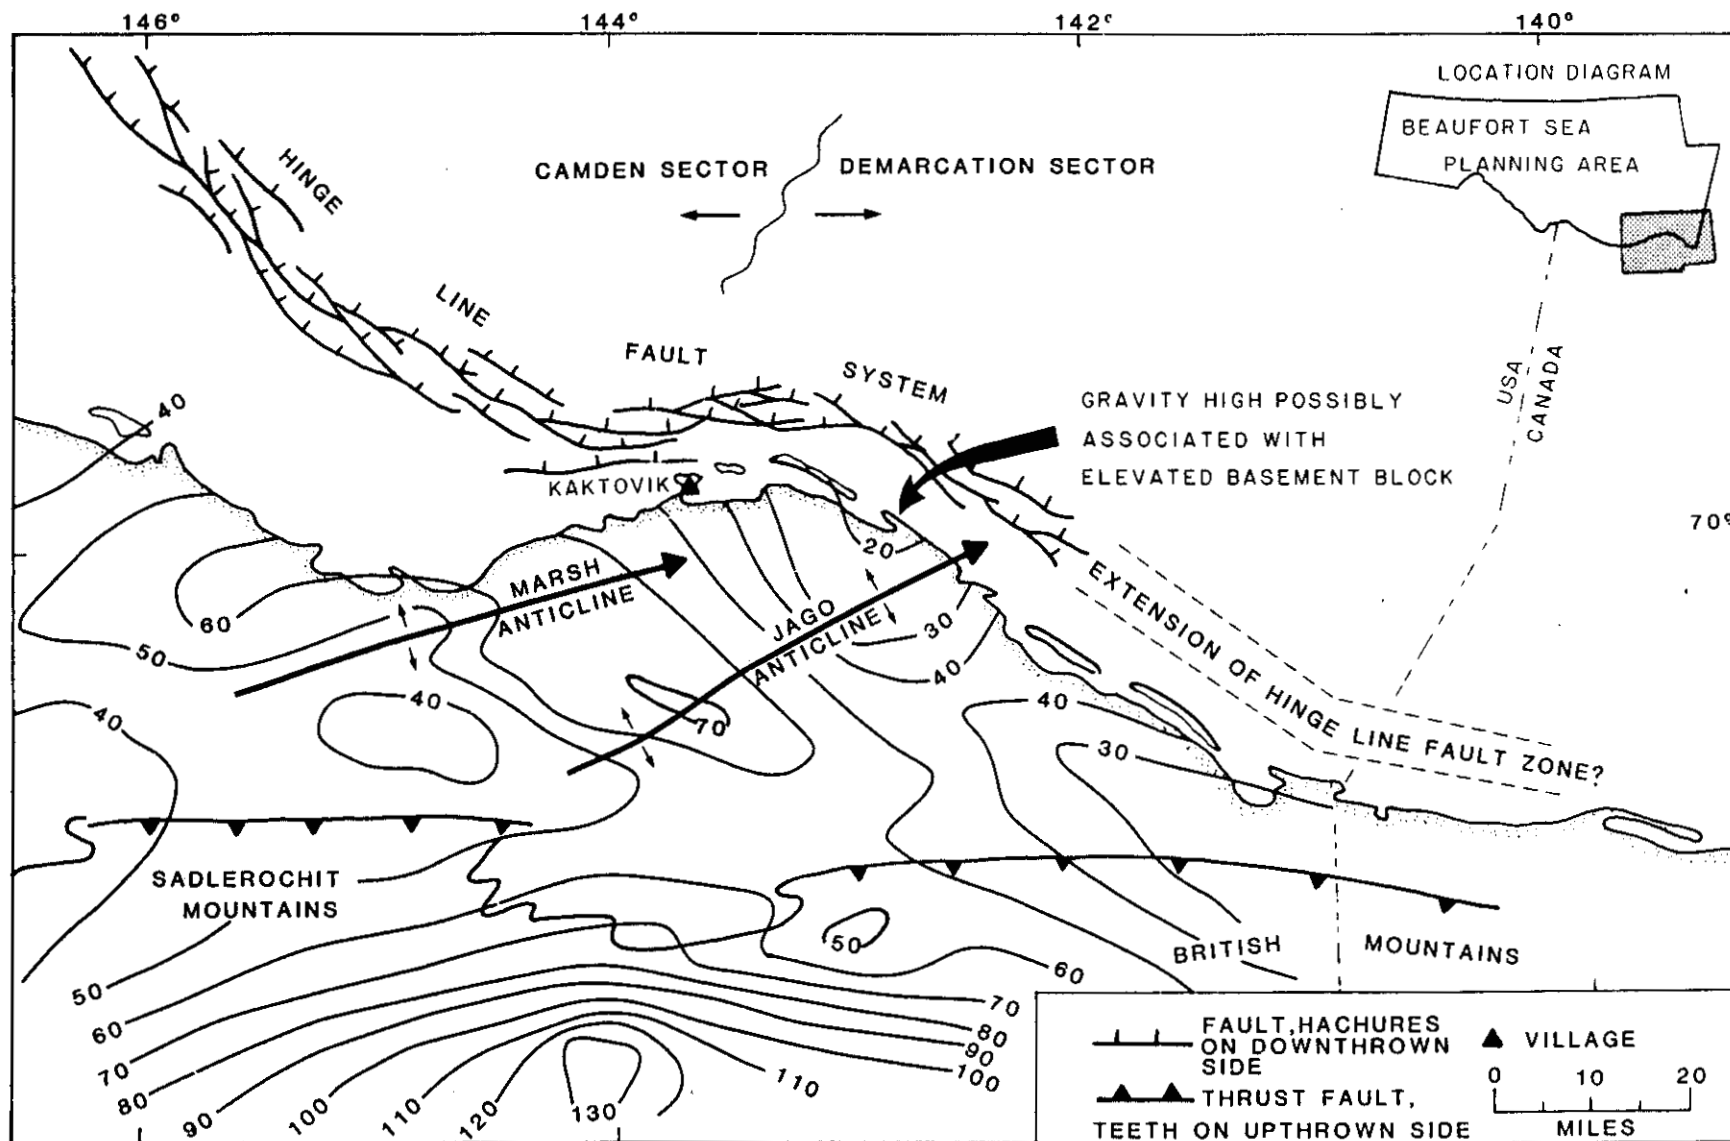 146°
144°
142°
140°
LOCATION DIAGRAM
BEAUFORT SEA
PLANNING AREA
CAMDEN SECTOR
DEMARCATION SECTOR
HINGE
LINE
FAULT
SYSTEM
USA
CANADA
GRAVITY HIGH POSSIBLY
ASSOCIATED WITH
ELEVATED BASEMENT BLOCK
40
KAKTOVIK
70°
20
MARSH
ANTICLINE
JAGO
ANTICLINE
60
50
30
40
EXTENSION OF HINGE LINE FAULT ZONE?
40
40
70
40
30
SADLEROCHIT
MOUNTAINS
50
BRITISH
MOUNTAINS
60
50
60
70
80
90
100
110
120
130
110
70
80
90
100
FAULT, HACHURES
ON DOWNTHROWN
SIDE
VILLAGE
THRUST FAULT,
TEETH ON UPTHROWN SIDE
0 10 20
MILES